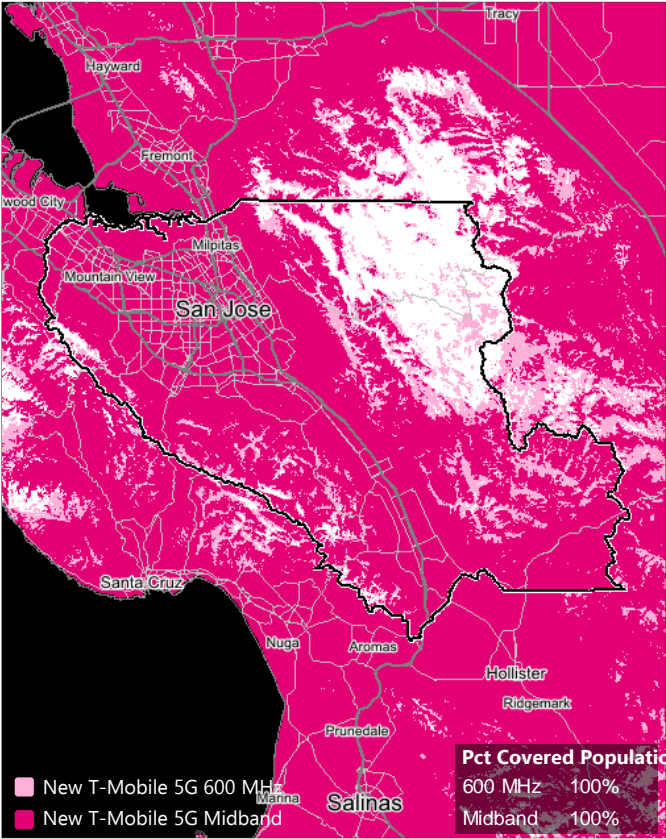 Tracy
Hayward
Fremont
wood City
Milpitas
Mountain View
San Jose
Santa Cruz
Nuga
Aromas
Hollister
Ridgemark
Prunedale
Pct Covered Populatio
New T-Mobile 5G 600 MHz
600 MHz 100%
Marina
Salinas
New T-Mobile 5G Midband
Midband 100%